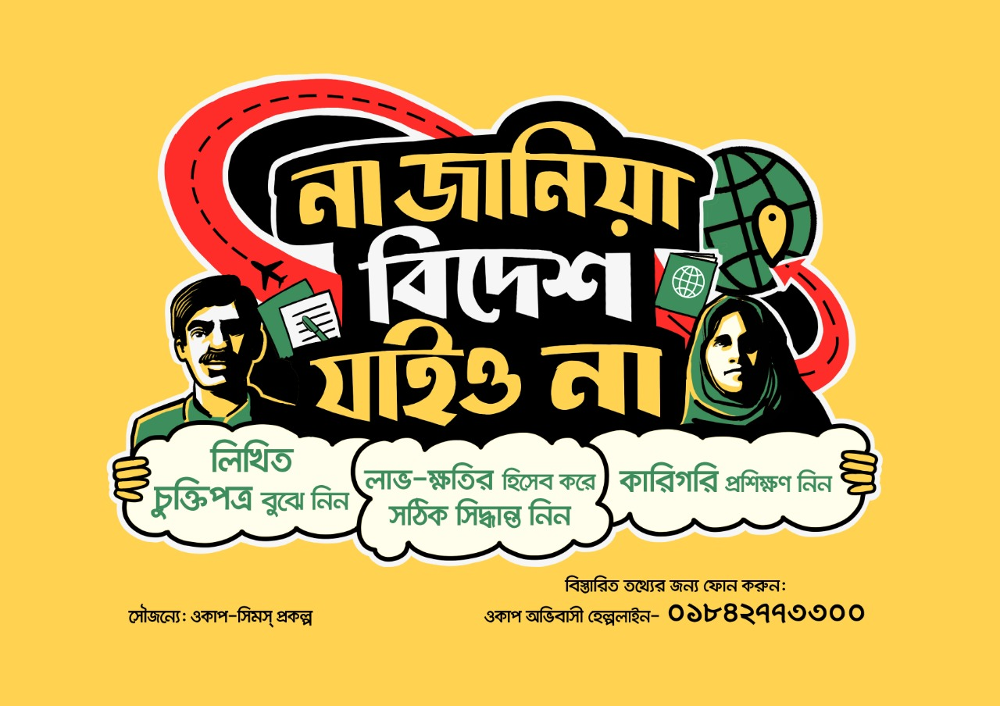 না জানিয়া
বিদেশ
যাইও না
লিখিত
চুক্তিপত্র বুঝে নিন
লাভ-ক্ষতির হিসেব করে
সঠিক সিদ্ধান্ত নিন
কারিগরি প্রশিক্ষণ নিন
বিস্তারিত তথ্যের জন্য ফোন করুন:
সৌজন্যে: ওকাপ-সিমস্ প্রকল্প
ওকাপ অভিবাসী হেল্পলাইন- ০১৮৪২৭৭৩৩০০